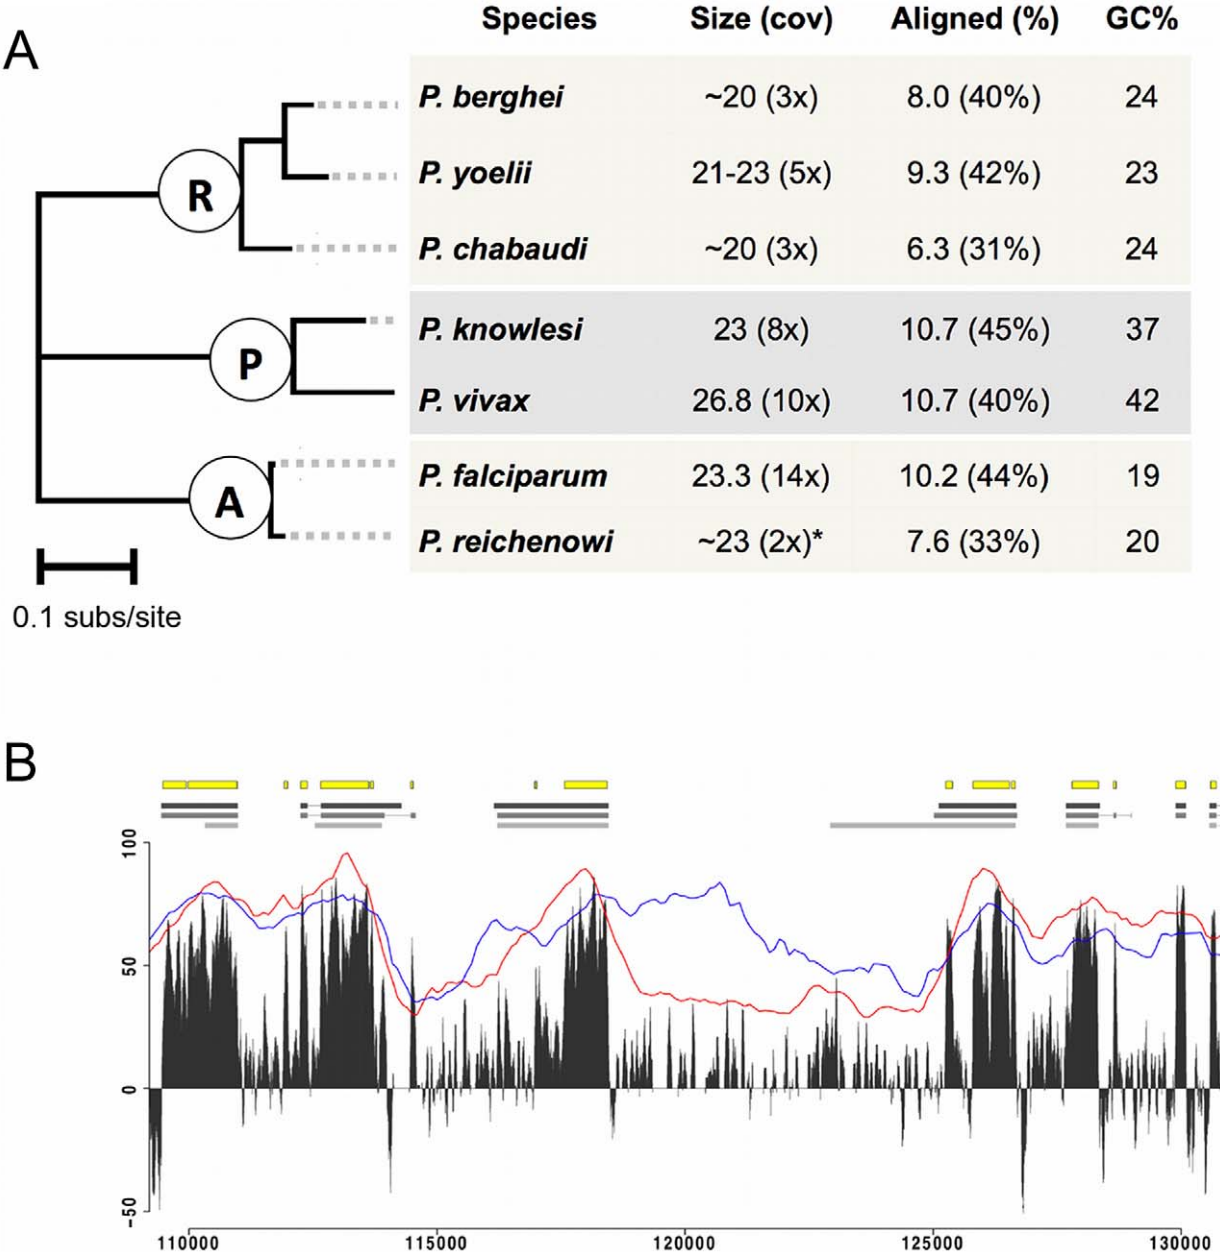 A
Species Size (cov) Aligned (%) GC%
P. berghei ~20 (3x) 8.0 (40%) 24
P. yoelii 21-23 (5x) 9.3 (42%) 23
R
P. chabaudi ~20 (3x) 6.3 (31%) 24
P. knowlesi 23 (8x) 10.7 (45%) 37
P
P. vivax 26.8 (10x) 10.7 (40%) 42
P. falciparum 23.3 (14x) 10.2 (44%) 19
A
P. reichenowi ~23 (2x)* 7.6 (33%) 20
0.1 subs/site
B
100
50
0
-50
110000 115000 120000 125000 130000